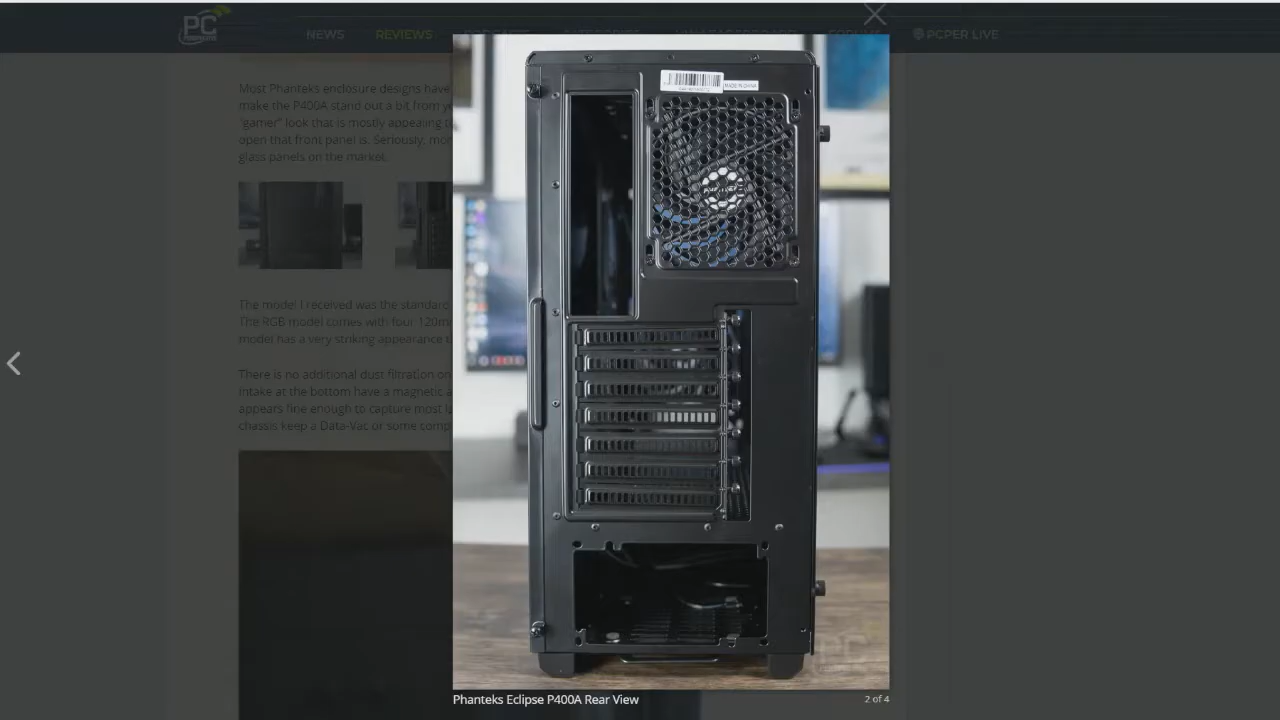 PC
NEWS
REVIEWS
PODCASTS
FORUMS
PCPER LIVE
Most Phanteks enclosure designs have
make the P400A stand out a bit from
"gamer" look that is mostly appealing
open that front panel is. Seriously,
glass panels on the market.
MADE IN CHINA
The model I received was the standard
The RGB model comes with four
model has a very striking appearance
There is no additional dust filtration on
intake at the bottom have a magnetic
appears fine enough to capture most
chassis keep a Data-Vac or some
PC
Phanteks Eclipse P400A Rear View
2 of 4